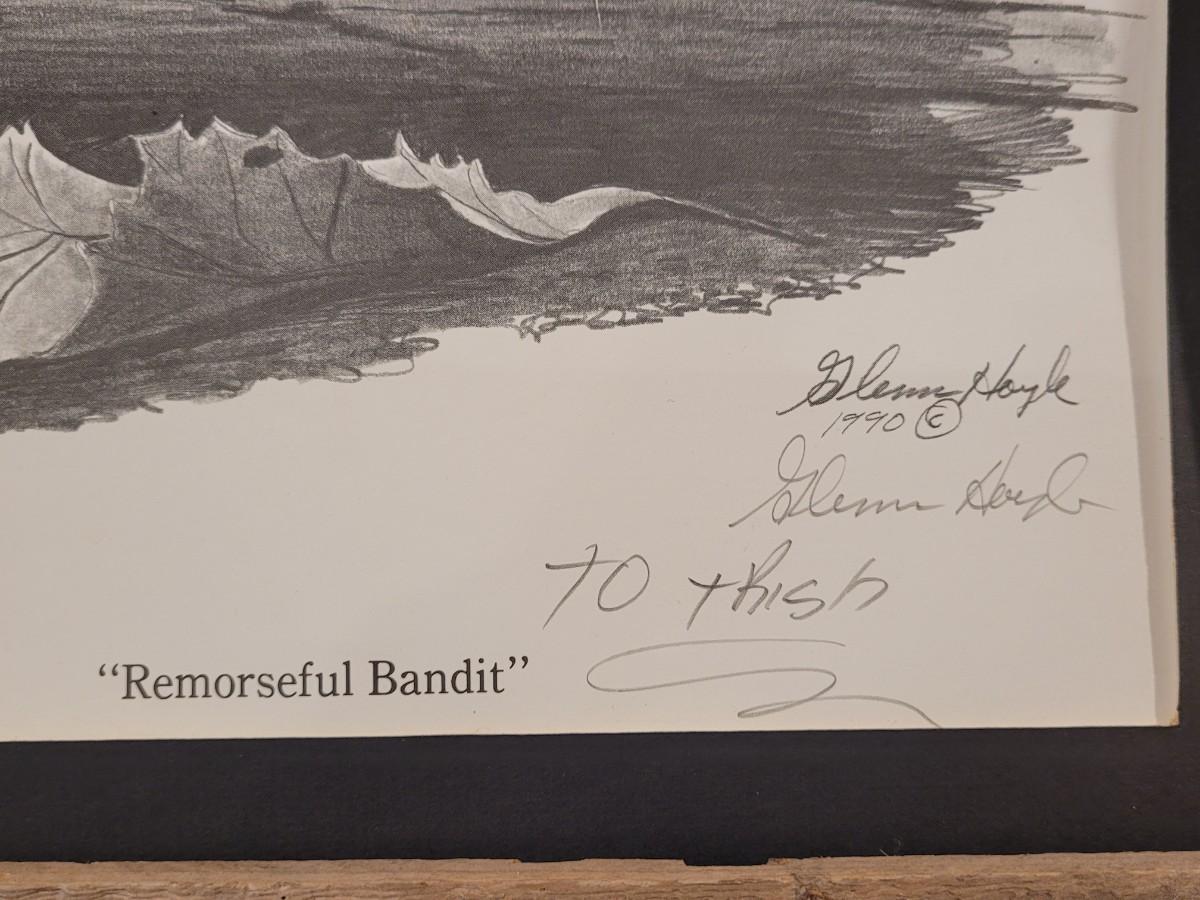 Glenn Hoyle
1990 ©
Glenn Hoyle
TO tRish
“Remorseful Bandit”